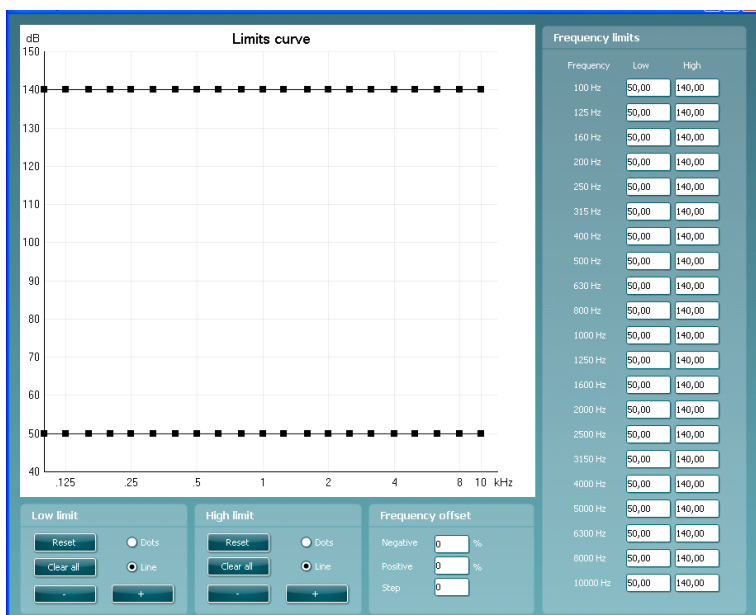 dB
Limits curve
150
140
130
120
110
100
90
80
70
60
50
40
.125 .25 .5 1 2 4 8 10 kHz
Low limit
Reset Dots
Clear all Line
- +
High limit
Reset Dots
Clear all Line
- +
Frequency offset
Negative 0 %
Positive 0 %
Step 0
Frequency limits
Frequency Low High
100 Hz 50,00 140,00
125 Hz 50,00 140,00
160 Hz 50,00 140,00
200 Hz 50,00 140,00
250 Hz 50,00 140,00
315 Hz 50,00 140,00
400 Hz 50,00 140,00
500 Hz 50,00 140,00
630 Hz 50,00 140,00
800 Hz 50,00 140,00
1000 Hz 50,00 140,00
1250 Hz 50,00 140,00
1600 Hz 50,00 140,00
2000 Hz 50,00 140,00
2500 Hz 50,00 140,00
3150 Hz 50,00 140,00
4000 Hz 50,00 140,00
5000 Hz 50,00 140,00
6300 Hz 50,00 140,00
8000 Hz 50,00 140,00
10000 Hz 50,00 140,00